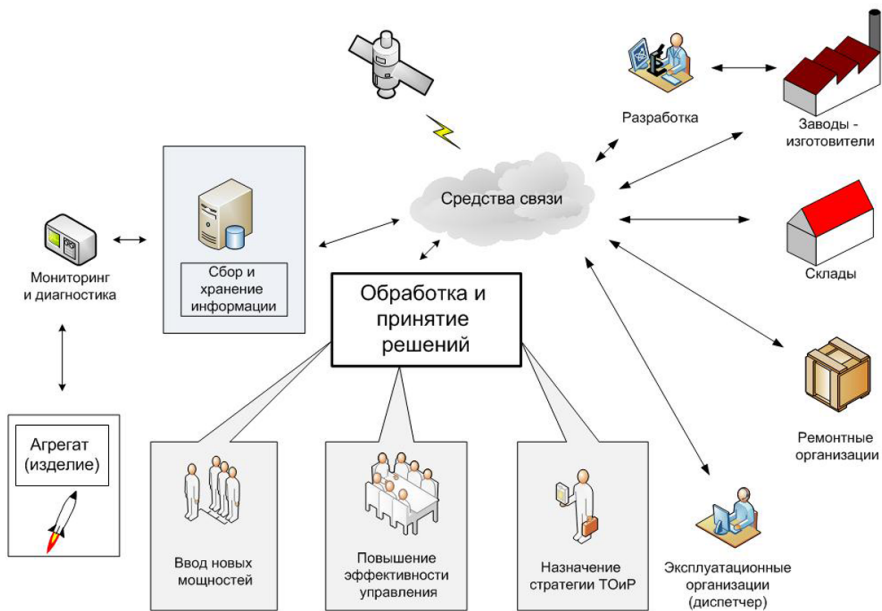 Разработка
Заводы -
изготовители
Средства связи
Мониторинг
и диагностика
Сбор и
хранение
информации
Склады
Обработка и
принятие
решений
Ремонтные
организации
Агрегат
(изделие)
Ввод новых
мощностей
Повышение
эффективности
управления
Назначение
стратегии ТОиР
Эксплуатационные
организации
(диспетчер)